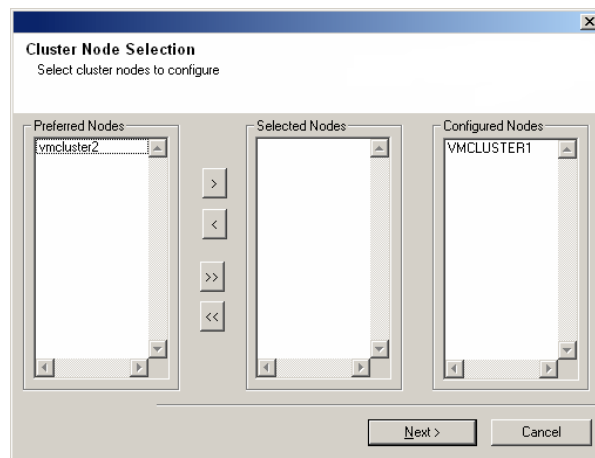 Cluster Node Selection
Select cluster nodes to configure
Preferred Nodes
Selected Nodes
Configured Nodes
vmcluster2
VMCLUSTER1
>
<
>>
<<
Next >
Cancel